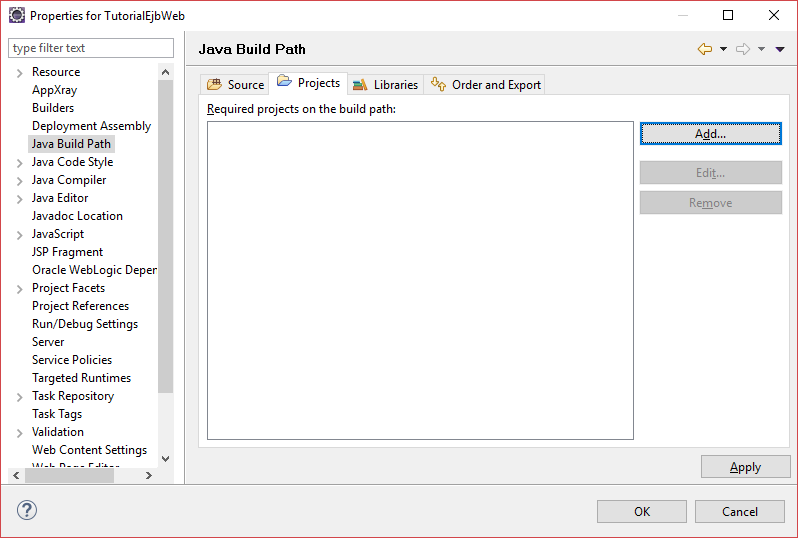 Properties for TutorialEjbWeb
type filter text
Resource
AppXray
Builders
Deployment Assembly
Java Build Path
Java Code Style
Java Compiler
Java Editor
Javadoc Location
JavaScript
JSP Fragment
Oracle WebLogic Deper
Project Facets
Project References
Run/Debug Settings
Server
Service Policies
Targeted Runtimes
Task Repository
Task Tags
Validation
Web Content Settings
Web Page Editor
Java Build Path
Source Projects Libraries Order and Export
Required projects on the build path:
Add...
Edit...
Remove
Apply
OK Cancel